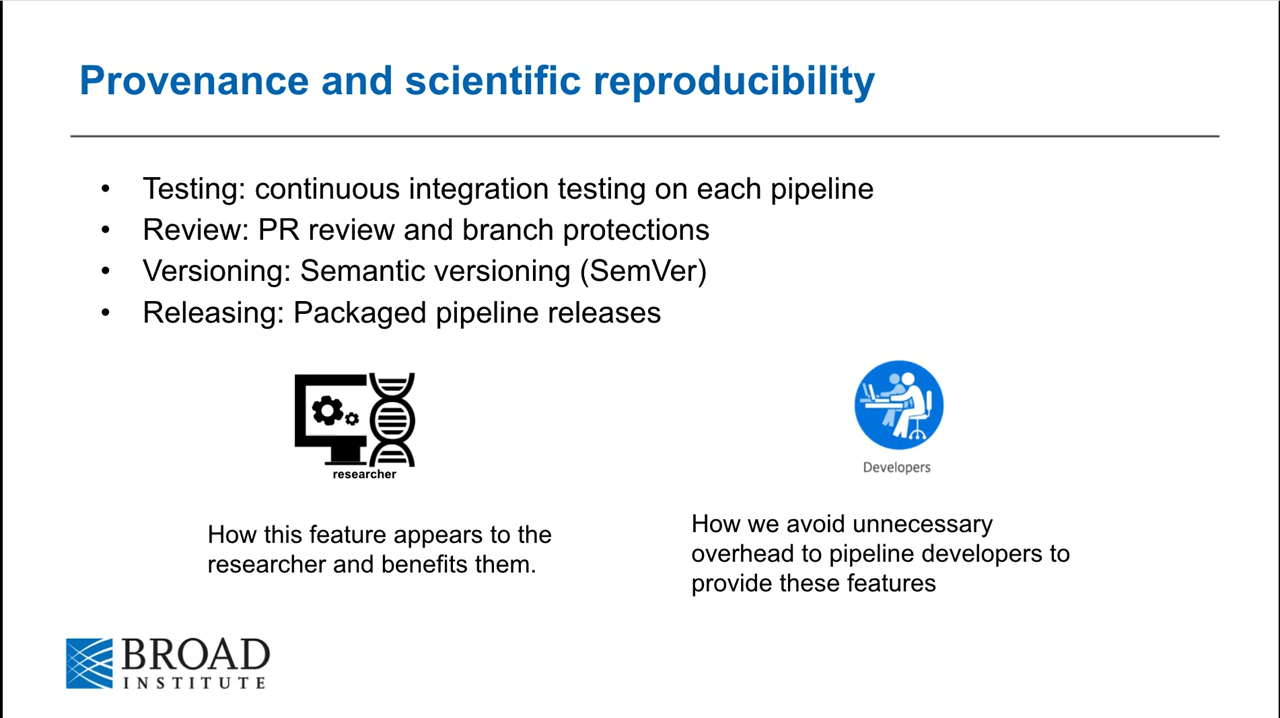 Provenance and scientific reproducibility
• Testing: continuous integration testing on each pipeline
• Review: PR review and branch protections
• Versioning: Semantic versioning (SemVer)
• Releasing: Packaged pipeline releases
researcher
Developers
How this feature appears to the
researcher and benefits them.
How we avoid unnecessary
overhead to pipeline developers to
provide these features
BROAD
INSTITUTE